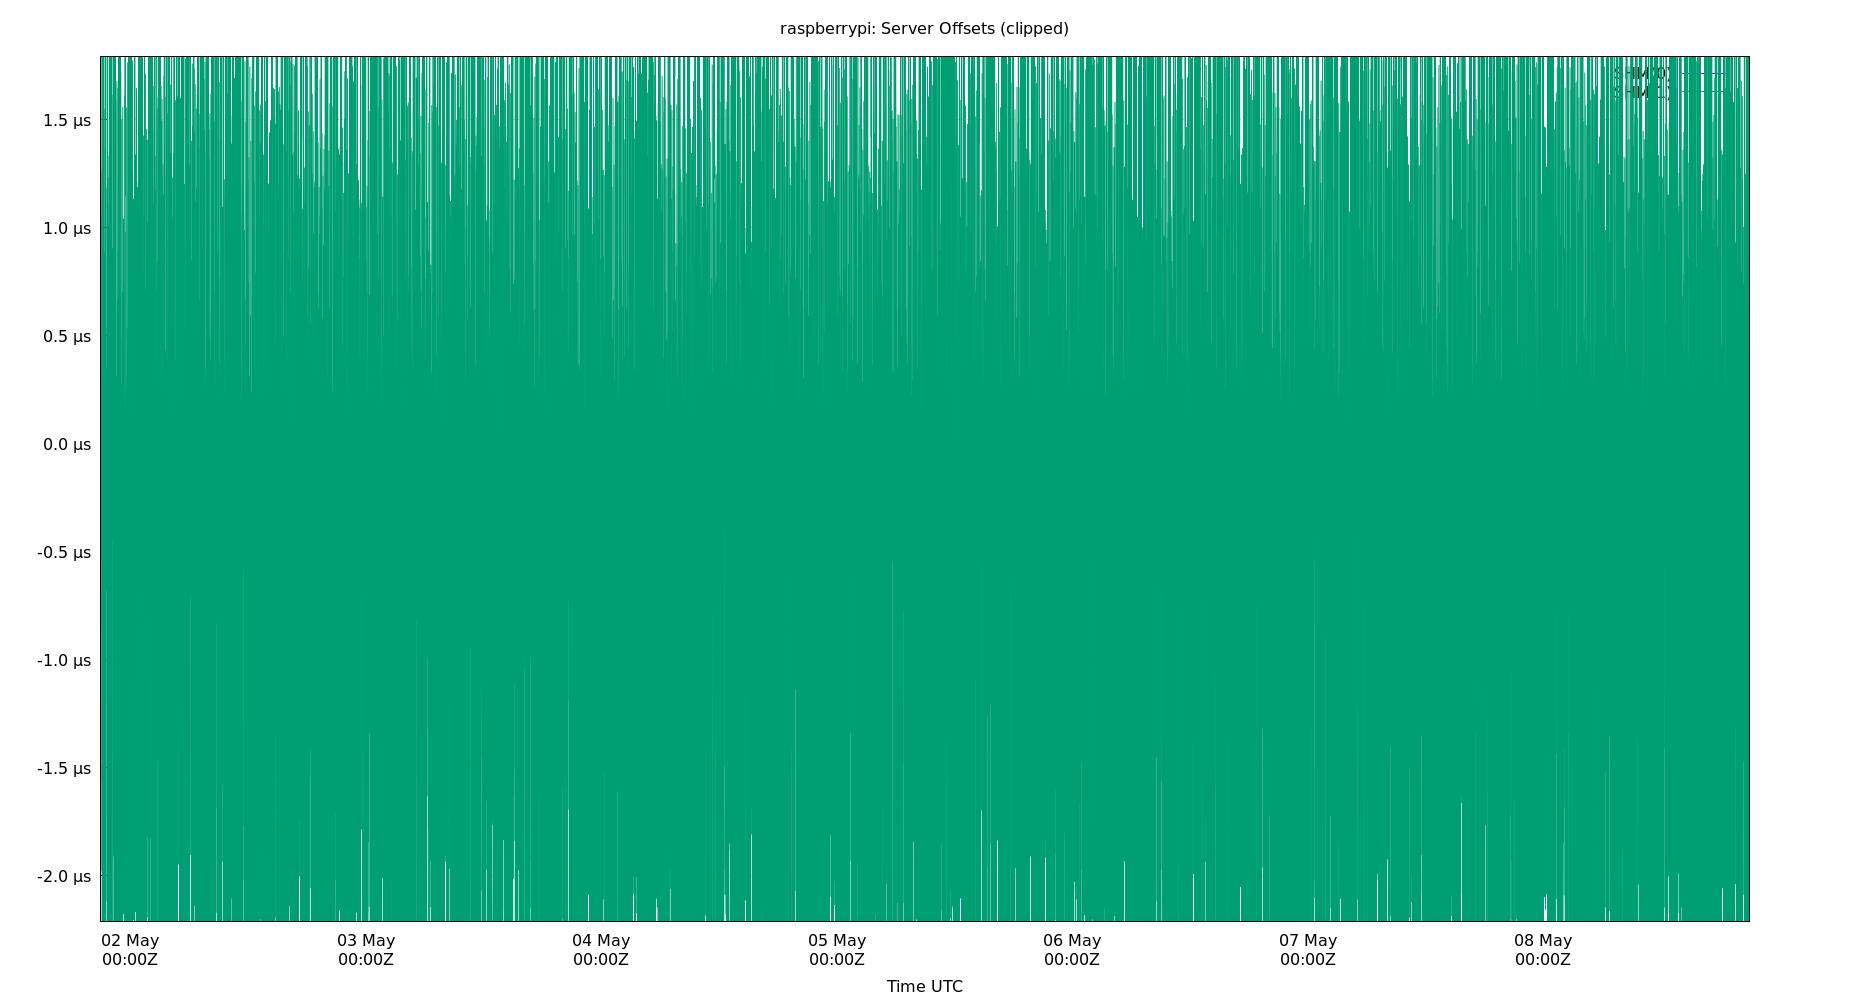 raspberrypi: Server Offsets (clipped)
SHM(0)
1.5 µs
1.0 µs
0.5 µs
0.0 µs
-0.5 µs
-1.0 µs
-1.5 µs
-2.0 µs
02 May 03 May 04 May 05 May 06 May 07 May 08 May
00:00Z 00:00Z 00:00Z 00:00Z 00:00Z 00:00Z 00:00Z
Time UTC